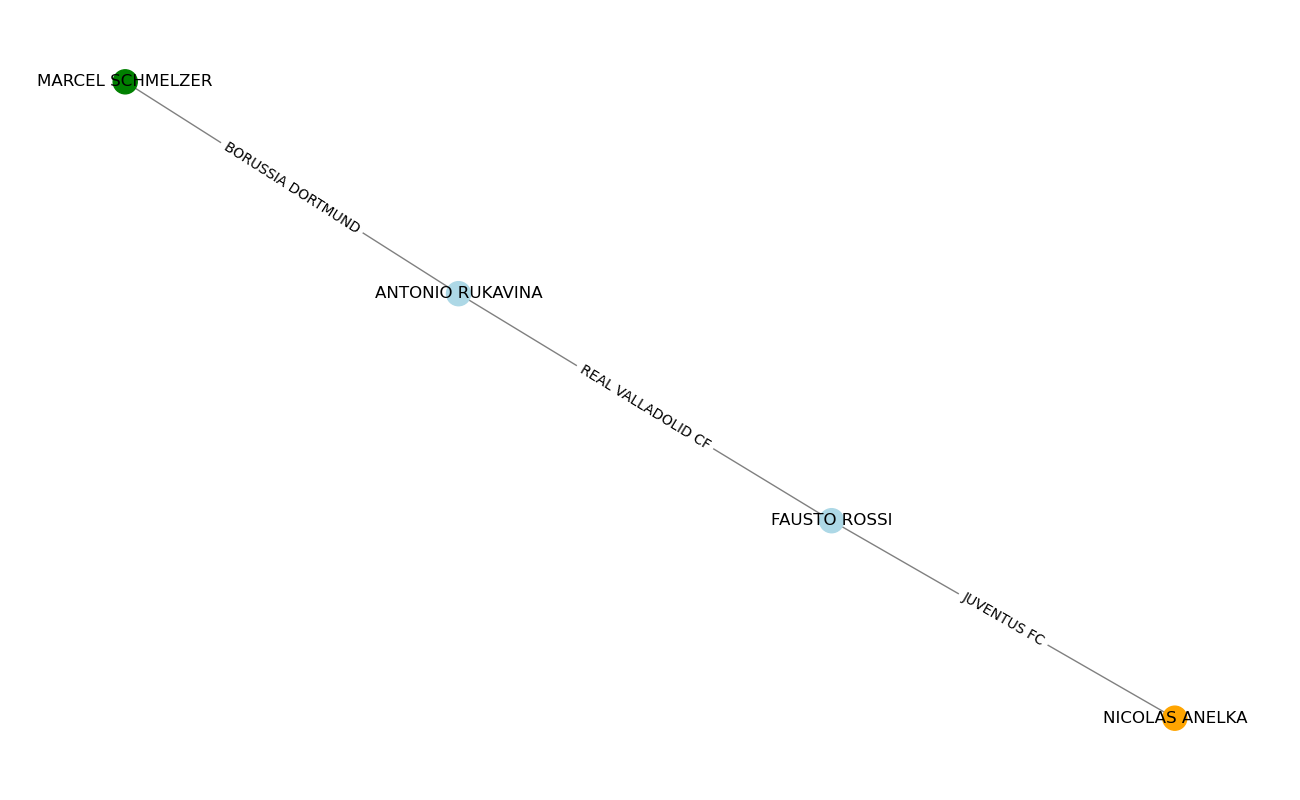 MARCEL SCHMELZER
BORUSSIA DORTMUND
ANTONIO RUKAVINA
REAL VALLADOLID CF
FAUSTO ROSSI
JUVENTUS FC
NICOLAS ANELKA